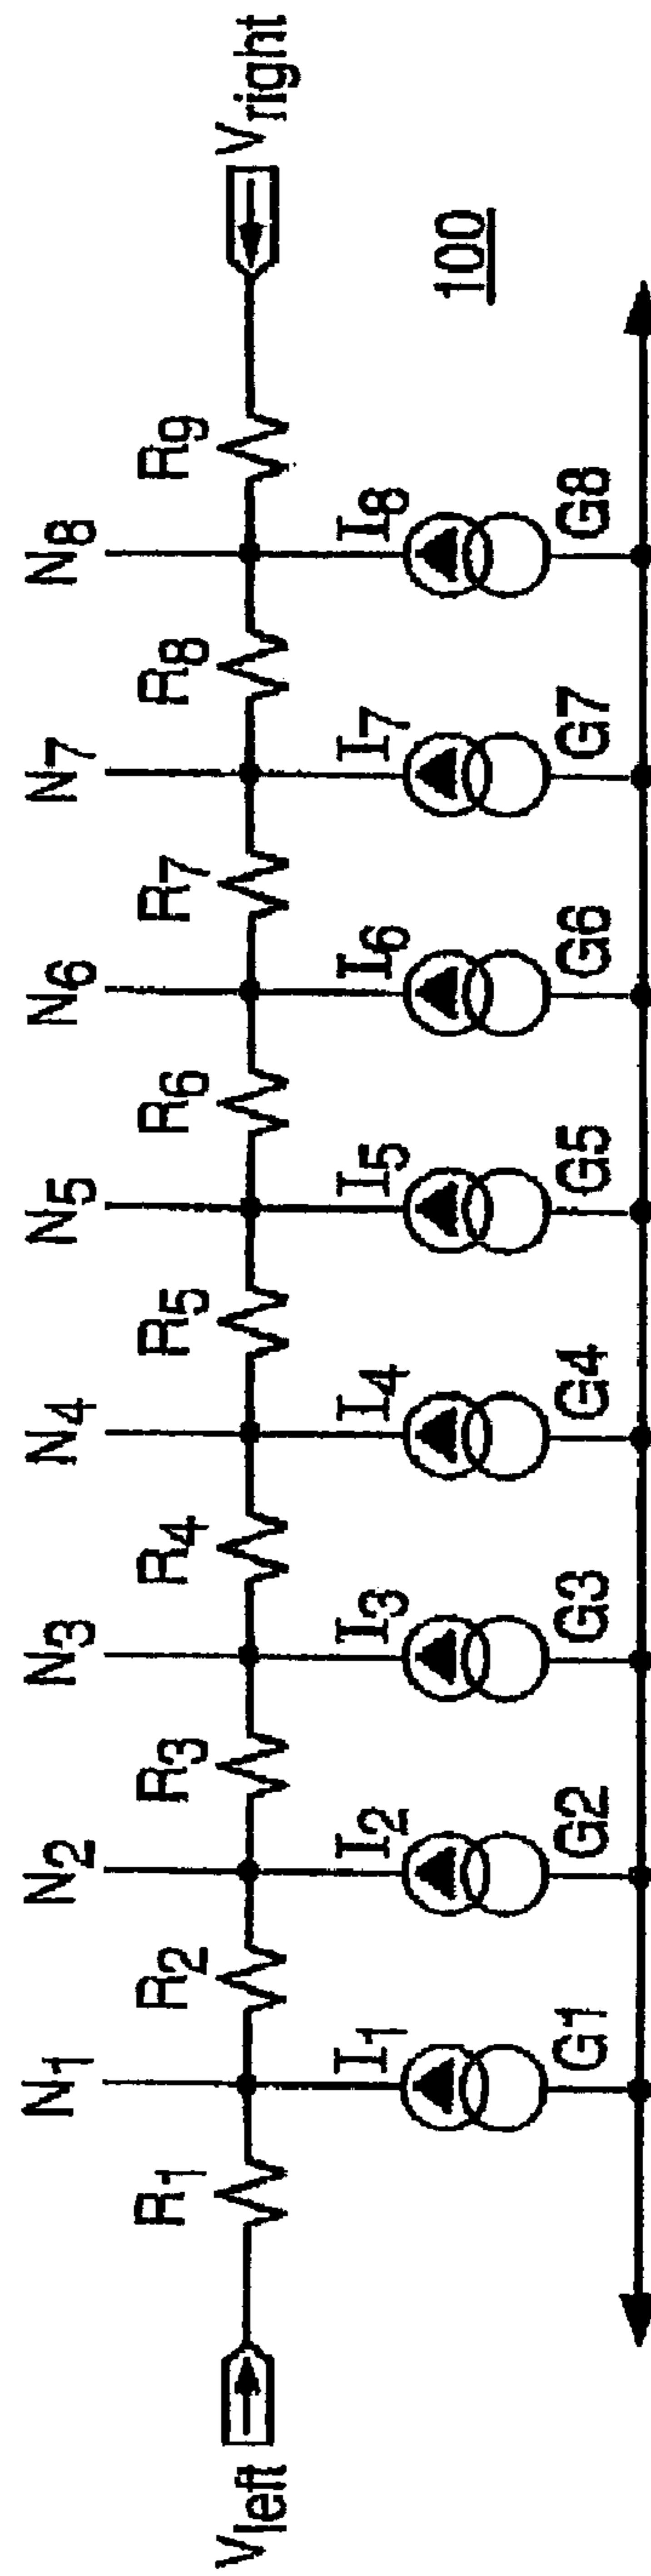 N1 N2 N3 N4 N5 N6 N7 N8
R1 R2 R3 R4 R5 R6 R7 R8 R9
Vleft Vright
I1 I2 I3 I4 I5 I6 I7 I8
100
G1 G2 G3 G4 G5 G6 G7 G8